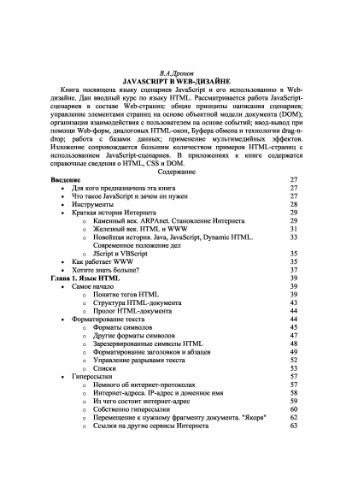 В.А.Дронов
JAVASCRIPT В WEB-ДИЗАЙНЕ
Книга посвящена языку сценариев JavaScript и его использованию в Web-
дизайне. Дан вводный курс по языку HTML. Рассматривается работа JavaScript-
сценариев в составе Web-страниц: общие принципы написания сценариев;
управление элементами страниц на основе объектной модели документа (DOM);
организация взаимодействия с пользователем на основе событий; ввод-вывод при
помощи Web-форм, диалоговых HTML-окон, Буфера обмена и технологии drag-n-
drop; работа с базами данных; применение мультимедийных эффектов.
Изложение сопровождается большим количеством примеров HTML-страниц с
использованием JavaScript-сценариев. В приложениях к книге содержатся
справочные сведения о HTML, CSS и DOM.
Содержание
Введение 27
• Для кого предназначена эта книга 27
• Что такое JavaScript и зачем он нужен 27
• Инструменты 28
• Краткая история Интернета 29
o Каменный век. ARPAnet. Становление Интернета 29
o Железный век. HTML и WWW 31
o Новейшая история. Java, JavaScript, Dynamic HTML. 33
Современное положение дел
o JScript и VBScript 35
• Как работает WWW 35
• Хотите знать больше? 37
Глава 1. Язык HTML 39
• Самое начало 39
o Понятие тегов HTML 39
o Структура HTML-документа 43
o Пролог HTML-документа 44
• Форматирование текста 44
o Форматы символов 45
o Другие форматы символов 47
o Зарезервированные символы HTML 48
o Форматирование заголовков и абзацев 49
o Управление разрывами текста 52
o Списки 53
• Гиперссылки 57
o Немного об интернет-протоколах 57
o Интернет-адреса. IP-адрес и доменное имя 58
o Из чего состоит интернет-адрес 59
o Собственно гиперссылки 60
o Перемещение к нужному фрагменту документа. "Якоря" 62
o Ссылки на другие сервисы Интернета 63